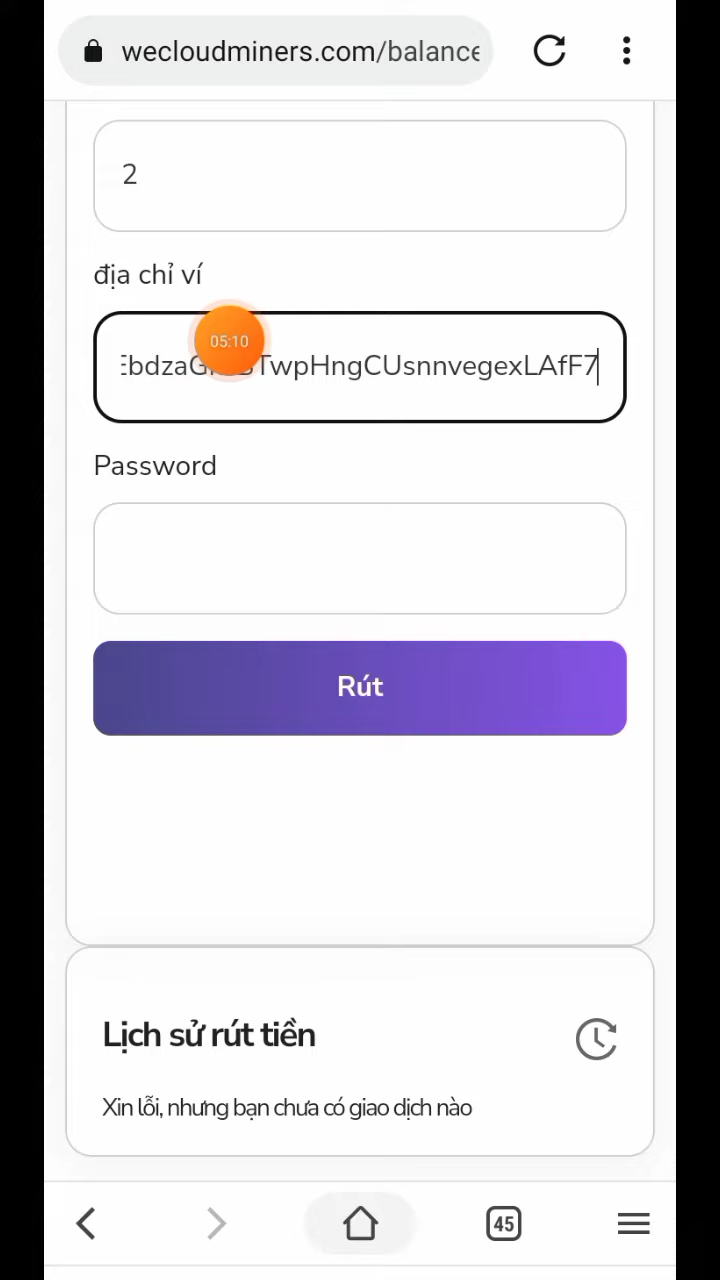 wecloudminers.com/balance
2
địa chỉ ví
05:10
TwpHngCUsnnvegexLAfF7
Password
Rút
Lịch sử rút tiền
Xin lỗi, nhưng bạn chưa có giao dịch nào
45